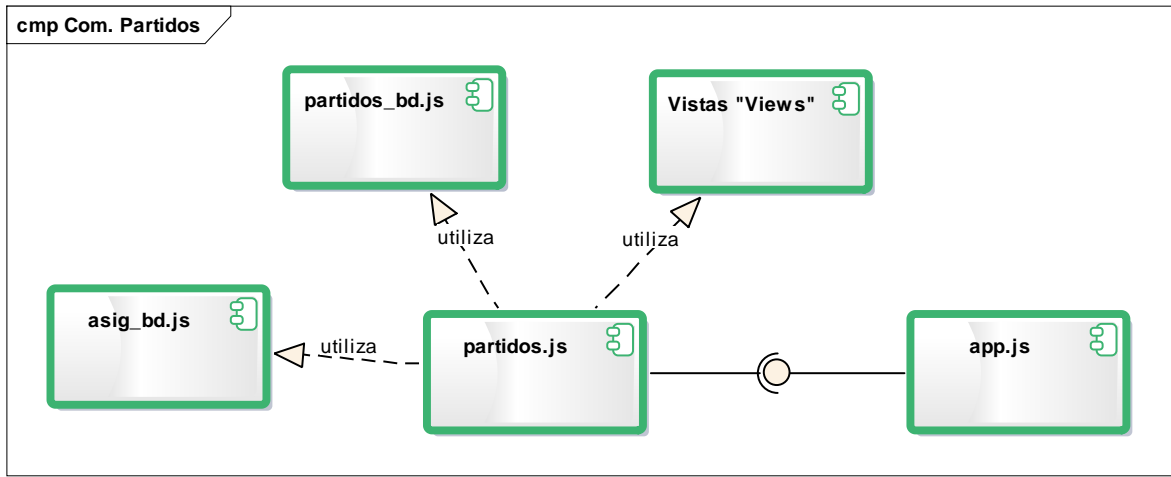 cmp Com. Partidos
partidos_bd.js
Vistas "Views"
utiliza
utiliza
asig_bd.js
utiliza
partidos.js
app.js